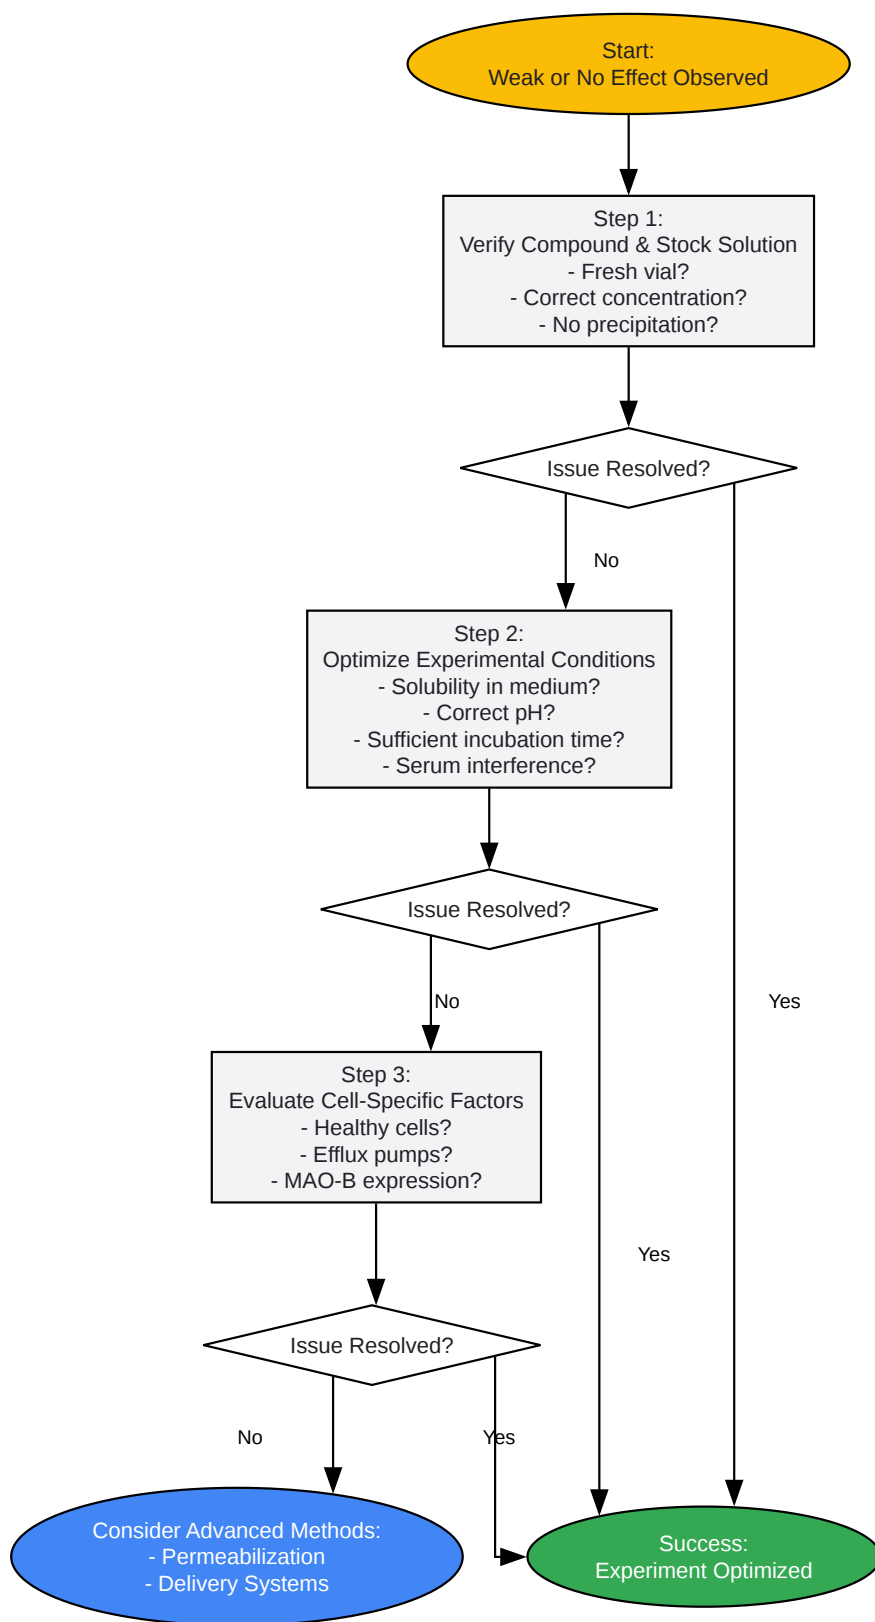 Start:
Weak or No Effect Observed
Step 1:
Verify Compound & Stock Solution
- Fresh vial?
- Correct concentration?
- No precipitation?
Issue Resolved?
No
Step 2:
Optimize Experimental Conditions
- Solubility in medium?
- Correct pH?
- Sufficient incubation time?
- Serum interference?
Issue Resolved?
No
Yes
Step 3:
Evaluate Cell-Specific Factors
- Healthy cells?
- Efflux pumps?
- MAO-B expression?
Yes
Issue Resolved?
No
Yes
Consider Advanced Methods:
- Permeabilization
- Delivery Systems
Success:
Experiment Optimized